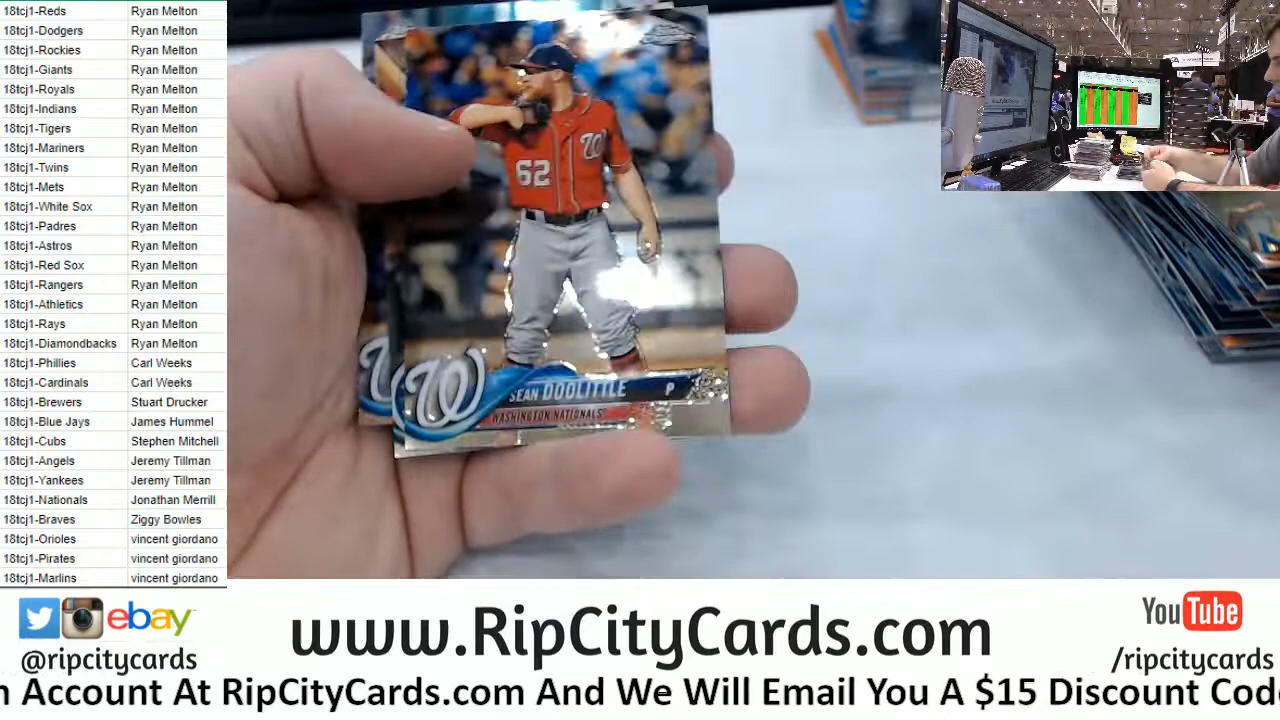 18tcj1-Reds Ryan Melton
18tcj1-Dodgers Ryan Melton
18tcj1-Rockies Ryan Melton
18tcj1-Giants Ryan Melton
18tcj1-Royals Ryan Melton
18tcj1-Indians Ryan Melton
18tcj1-Tigers Ryan Melton
18tcj1-Mariners Ryan Melton
18tcj1-Twins Ryan Melton
18tcj1-Mets Ryan Melton
18tcj1-White Sox Ryan Melton
18tcj1-Padres Ryan Melton
18tcj1-Astros Ryan Melton
18tcj1-Red Sox Ryan Melton
18tcj1-Rangers Ryan Melton
18tcj1-Athletics Ryan Melton
18tcj1-Rays Ryan Melton
18tcj1-Diamondbacks Ryan Melton
18tcj1-Phillies Carl Weeks
18tcj1-Cardinals Carl Weeks
18tcj1-Brewers Stuart Drucker
18tcj1-Blue Jays James Hummel
18tcj1-Cubs Stephen Mitchell
18tcj1-Angels Jeremy Tillman
18tcj1-Yankees Jeremy Tillman
18tcj1-Nationals Jonathan Merrill
18tcj1-Braves Ziggy Bowles
18tcj1-Orioles vincent giordano
18tcj1-Pirates vincent giordano
18tcj1-Marlins vincent giordano
W
62
W
SEAN DOOLITTLE P
WASHINGTON NATIONALS
ebay
@ripcitycards
www.RipCityCards.com
YouTube
/ripcitycards
n Account At RipCityCards.com And We Will Email You A $15 Discount Code